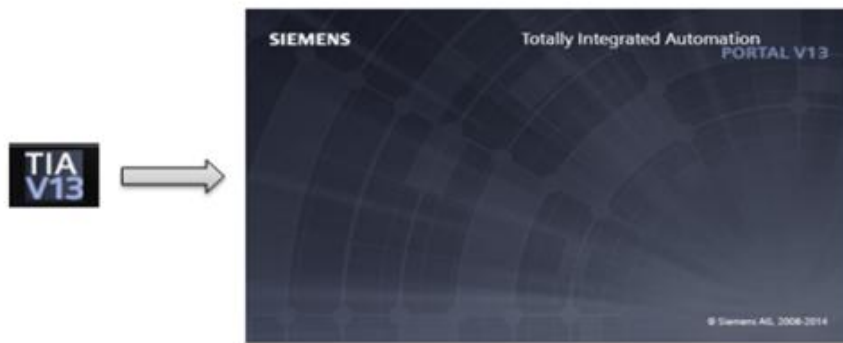 TIA
V13
SIEMENS
Totally Integrated Automation
PORTAL V13
© Siemens AG, 2008-2014